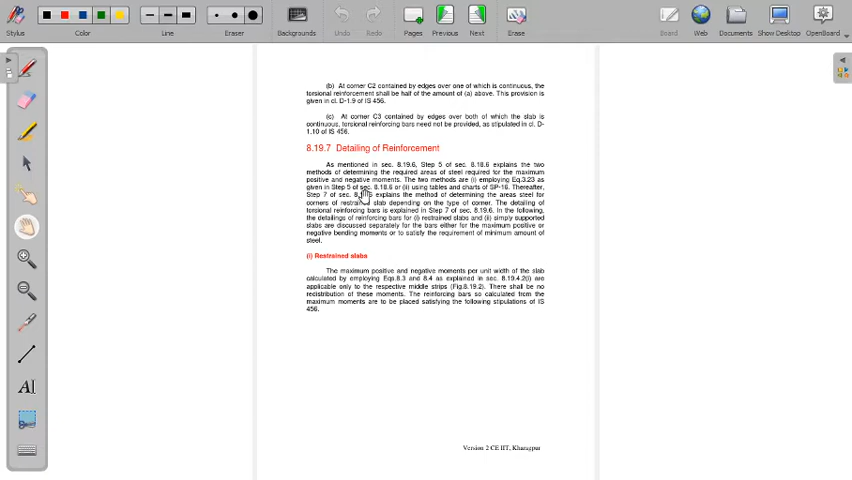 Stylus
Color
Line
Eraser
Backgrounds
Undo
Redo
Pages
Previous
Next
Erase
Board
Web
Documents
Show Desktop
OpenBoard
(b) At corner C2 contained by edges over one of which is continuous, the
torsional reinforcement shall be half of the amount of (a) above. This provision is
given in cl. D-1.9 of IS 456.
(c) At corner C3 contained by edges over both of which the slab is
continuous, torsional reinforcing bars need not be provided, as stipulated in cl. D-
1.10 of IS 456.
8.19.7 Detailing of Reinforcement
As mentioned in sec. 8.19.6, Step 5 of sec. 8.18.6 explains the two
methods of determining the required areas of steel required for the maximum
positive and negative moments. The two methods are (i) employing Eq.3.23 as
given in Step 5 of sec. 8.18.6 or (ii) using tables and charts of SP-16. Thereafter,
Step 7 of sec. explains the method of determining the areas steel for
corners of restrained slab depending on the type of corner. The detailing of
torsional reinforcing bars is explained in Step 7 of sec. 8.19.6. In the following,
the detailings of reinforcing bars for (i) restrained slabs and (ii) simply supported
slabs are discussed separately for the bars either for the maximum positive or
negative bending moments or to satisfy the requirement of minimum amount of
steel.
(i) Restrained slabs
The maximum positive and negative moments per unit width of the slab
calculated by employing Eqs.8.3 and 8.4 as explained in sec. 8.19.4.2(i) are
applicable only to the respective middle strips (Fig.8.19.2). There shall be no
redistribution of these moments. The reinforcing bars so calculated from the
maximum moments are to be placed satisfying the following stipulations of IS
456.
Version 2 CE IIT, Kharagpur